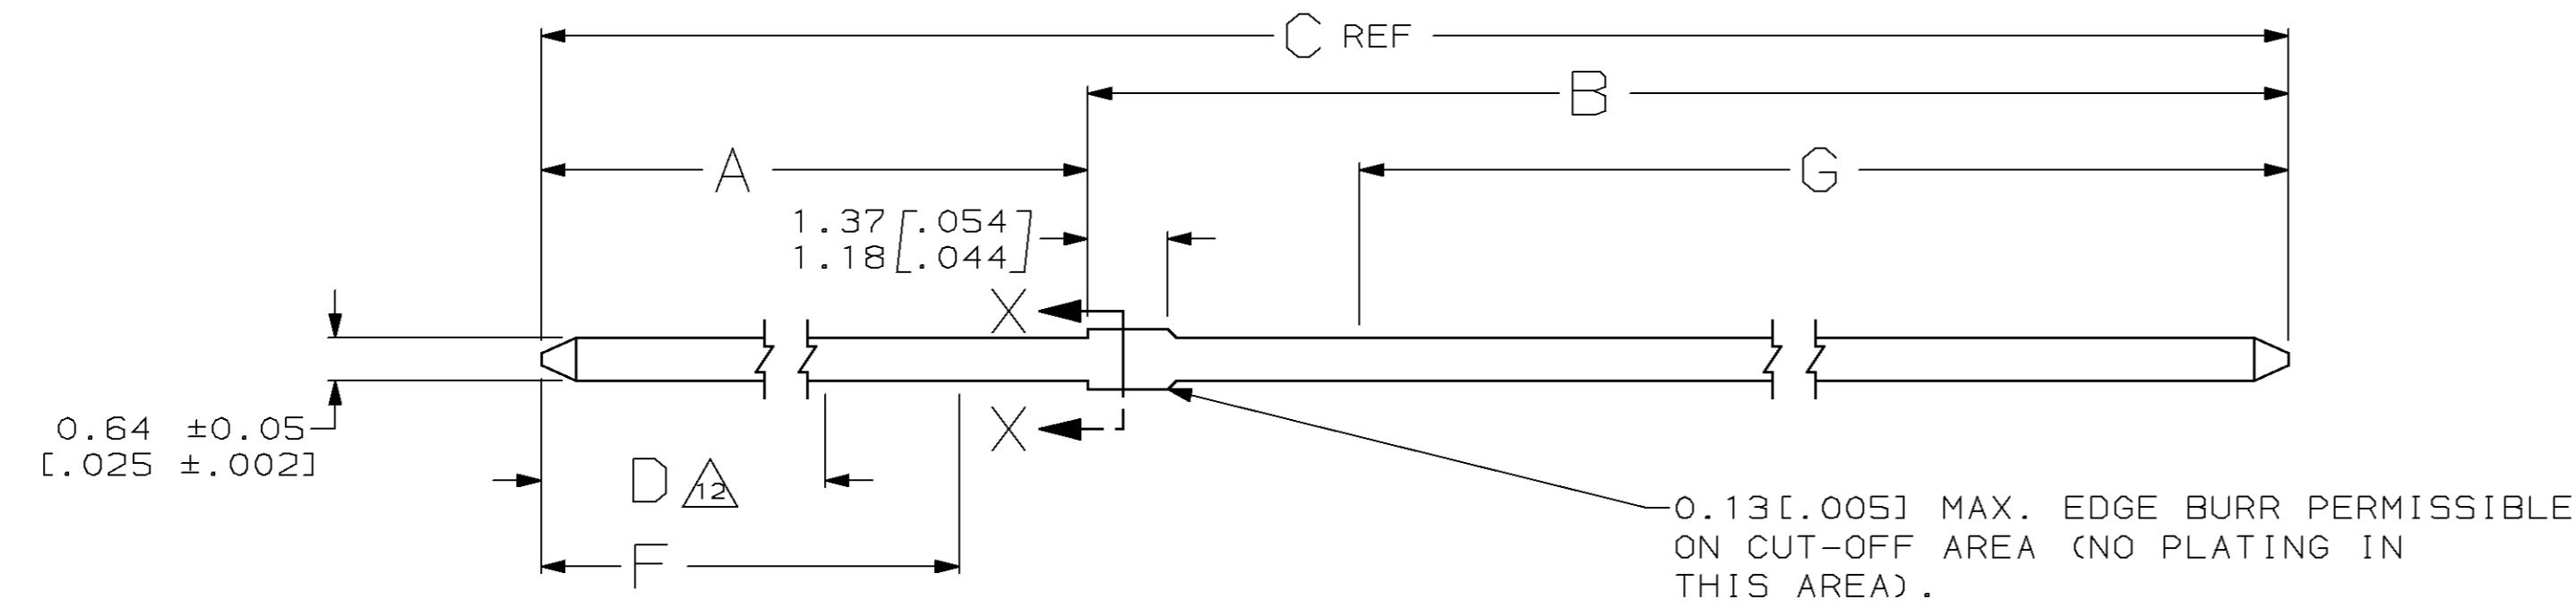 C REF
B
A
G
1.37 [.054]
1.18 [.044]
X
X
0.64 ±0.05
[.025 ±.002]
D 12
F
0.13[.005] MAX. EDGE BURR PERMISSIBLE
ON CUT-OFF AREA (NO PLATING IN
THIS AREA).